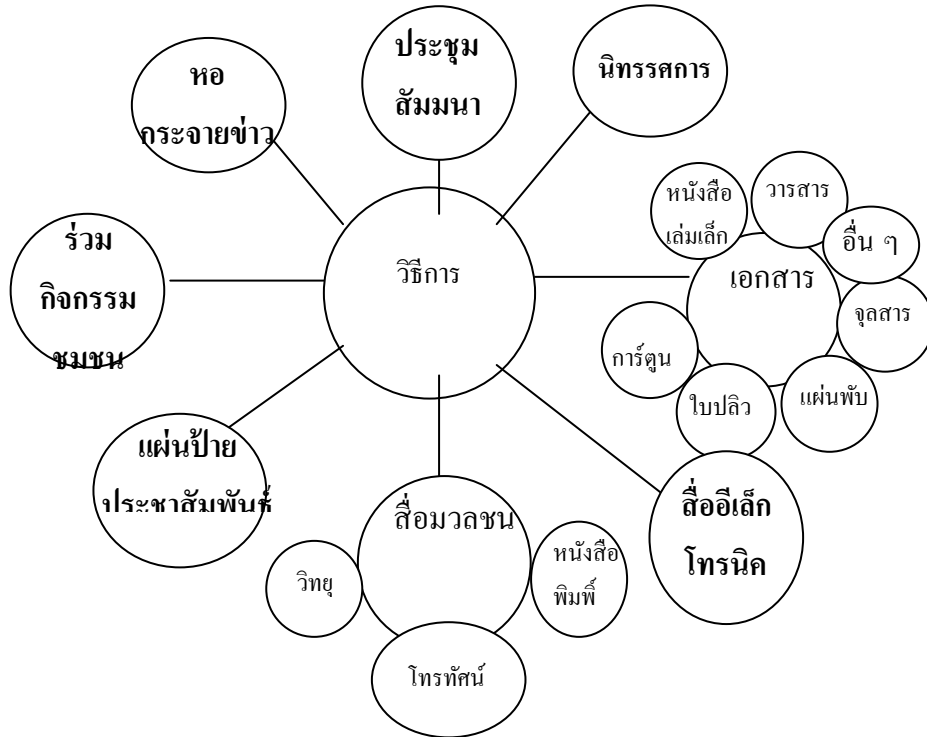 ประชุม
สัมมนา
นิทรรศการ
หอ
กระจายข่าว
หนังสือ
เล่มเล็ก
วารสาร
อื่น ๆ
ร่วม
กิจกรรม
ชุมชน
วิธีการ
เอกสาร
จุลสาร
การ์ตูน
แผ่นพับ
ใบปลิว
แผ่นป้าย
ประชาสัมพันธ์
สื่อมวลชน
สื่ออีเล็ก
โทรนิค
วิทยุ
หนังสือ
พิมพิ์
โทรทัศน์